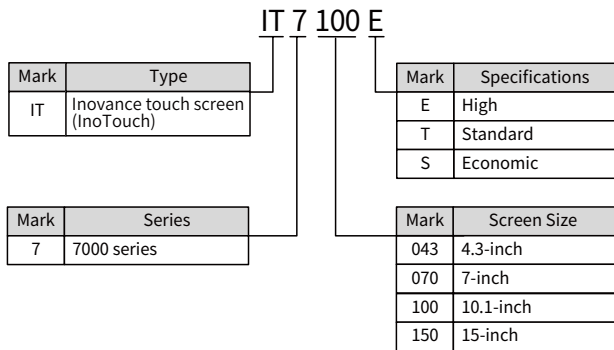 IT 7 100 E
Mark Type
IT Inovance touch screen
(InoTouch)
Mark Specifications
E High
T Standard
S Economic
Mark Series
7 7000 series
Mark Screen Size
043 4.3-inch
070 7-inch
100 10.1-inch
150 15-inch